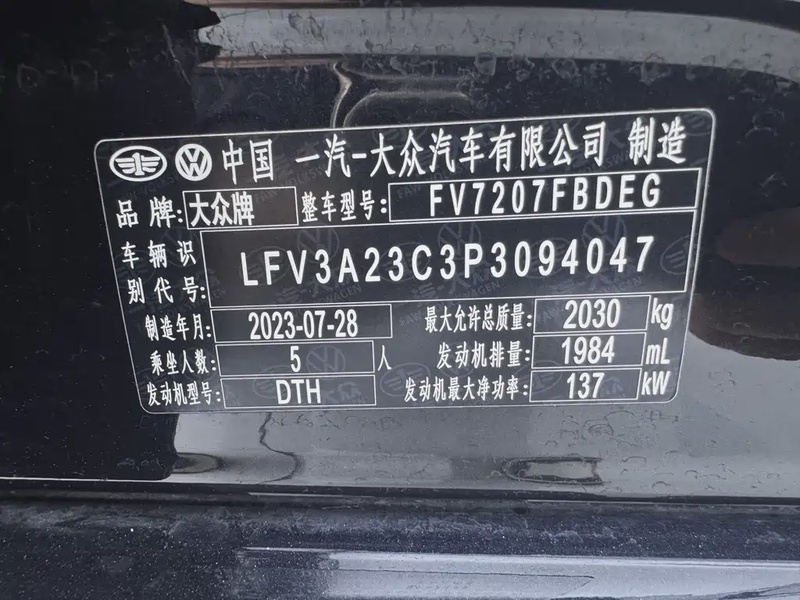 中国 一汽-大众汽车有限公司 制造
品牌: 大众牌 整车型号: FV7207FBDEG
车辆识别代号: LFV3A23C3P3094047
制造年月: 2023-07-28 最大允许总质量: 2030 kg
乘坐人数: 5 人 发动机排量: 1984 mL
发动机型号: DTH 发动机最大净功率: 137 kW